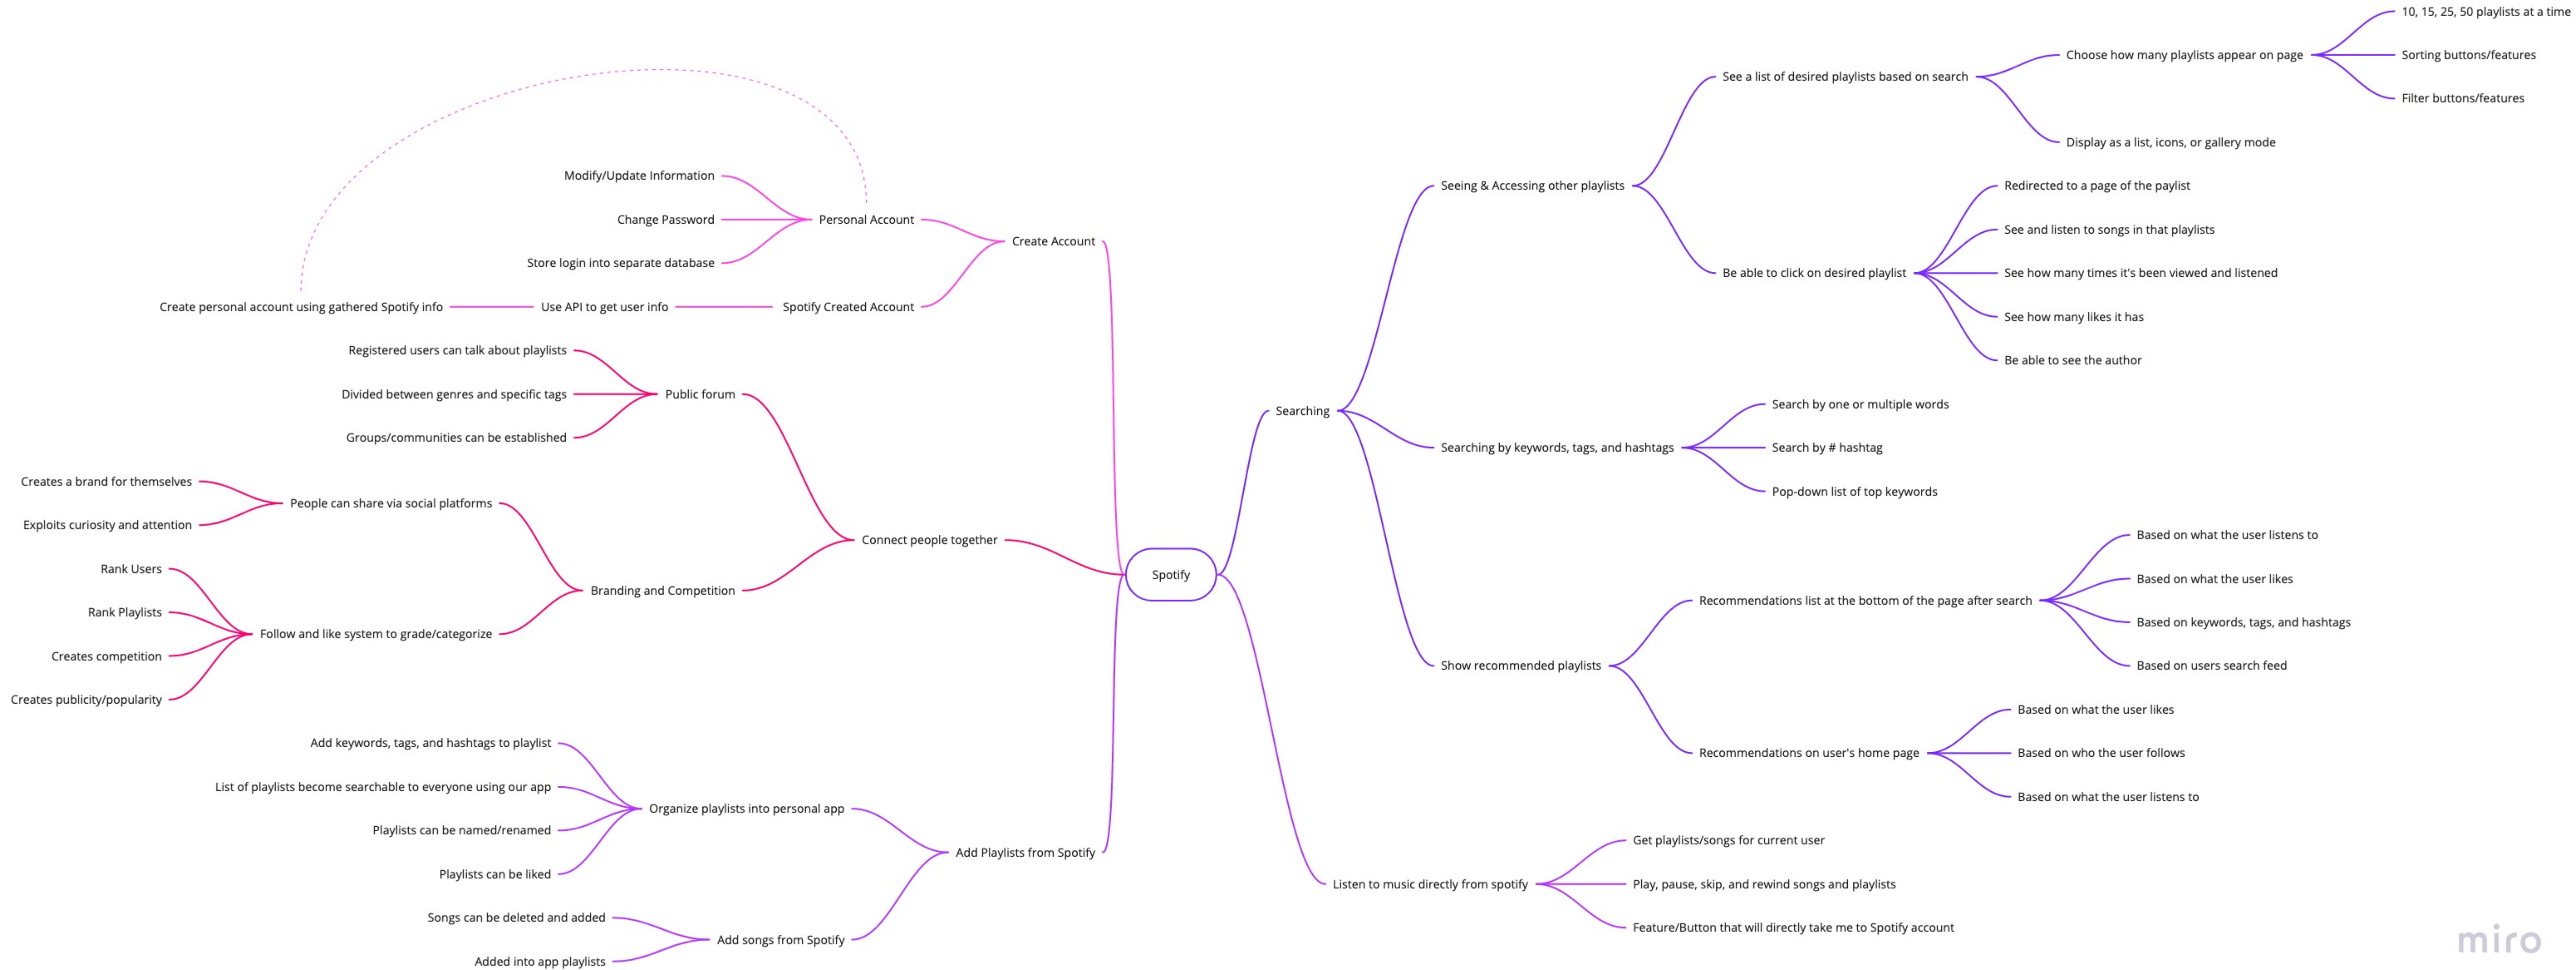 Spotify
Create Account
Personal Account
Modify/Update Information
Change Password
Store login into separate database
Spotify Created Account
Use API to get user info
Create personal account using gathered Spotify info
Connect people together
Public forum
Registered users can talk about playlists
Divided between genres and specific tags
Groups/communities can be established
Branding and Competition
People can share via social platforms
Creates a brand for themselves
Exploits curiosity and attention
Follow and like system to grade/categorize
Rank Users
Rank Playlists
Creates competition
Creates publicity/popularity
Add Playlists from Spotify
Organize playlists into personal app
Add keywords, tags, and hashtags to playlist
List of playlists become searchable to everyone using our app
Playlists can be named/renamed
Playlists can be liked
Add songs from Spotify
Songs can be deleted and added
Added into app playlists
Searching
Seeing & Accessing other playlists
See a list of desired playlists based on search
Choose how many playlists appear on page
10, 15, 25, 50 playlists at a time
Sorting buttons/features
Filter buttons/features
Display as a list, icons, or gallery mode
Be able to click on desired playlist
Redirected to a page of the paylist
See and listen to songs in that playlists
See how many times it's been viewed and listened
See how many likes it has
Be able to see the author
Searching by keywords, tags, and hashtags
Search by one or multiple words
Search by # hashtag
Pop-down list of top keywords
Show recommended playlists
Recommendations list at the bottom of the page after search
Based on what the user listens to
Based on what the user likes
Based on keywords, tags, and hashtags
Based on users search feed
Recommendations on user's home page
Based on what the user likes
Based on who the user follows
Based on what the user listens to
Listen to music directly from spotify
Get playlists/songs for current user
Play, pause, skip, and rewind songs and playlists
Feature/Button that will directly take me to Spotify account
miro